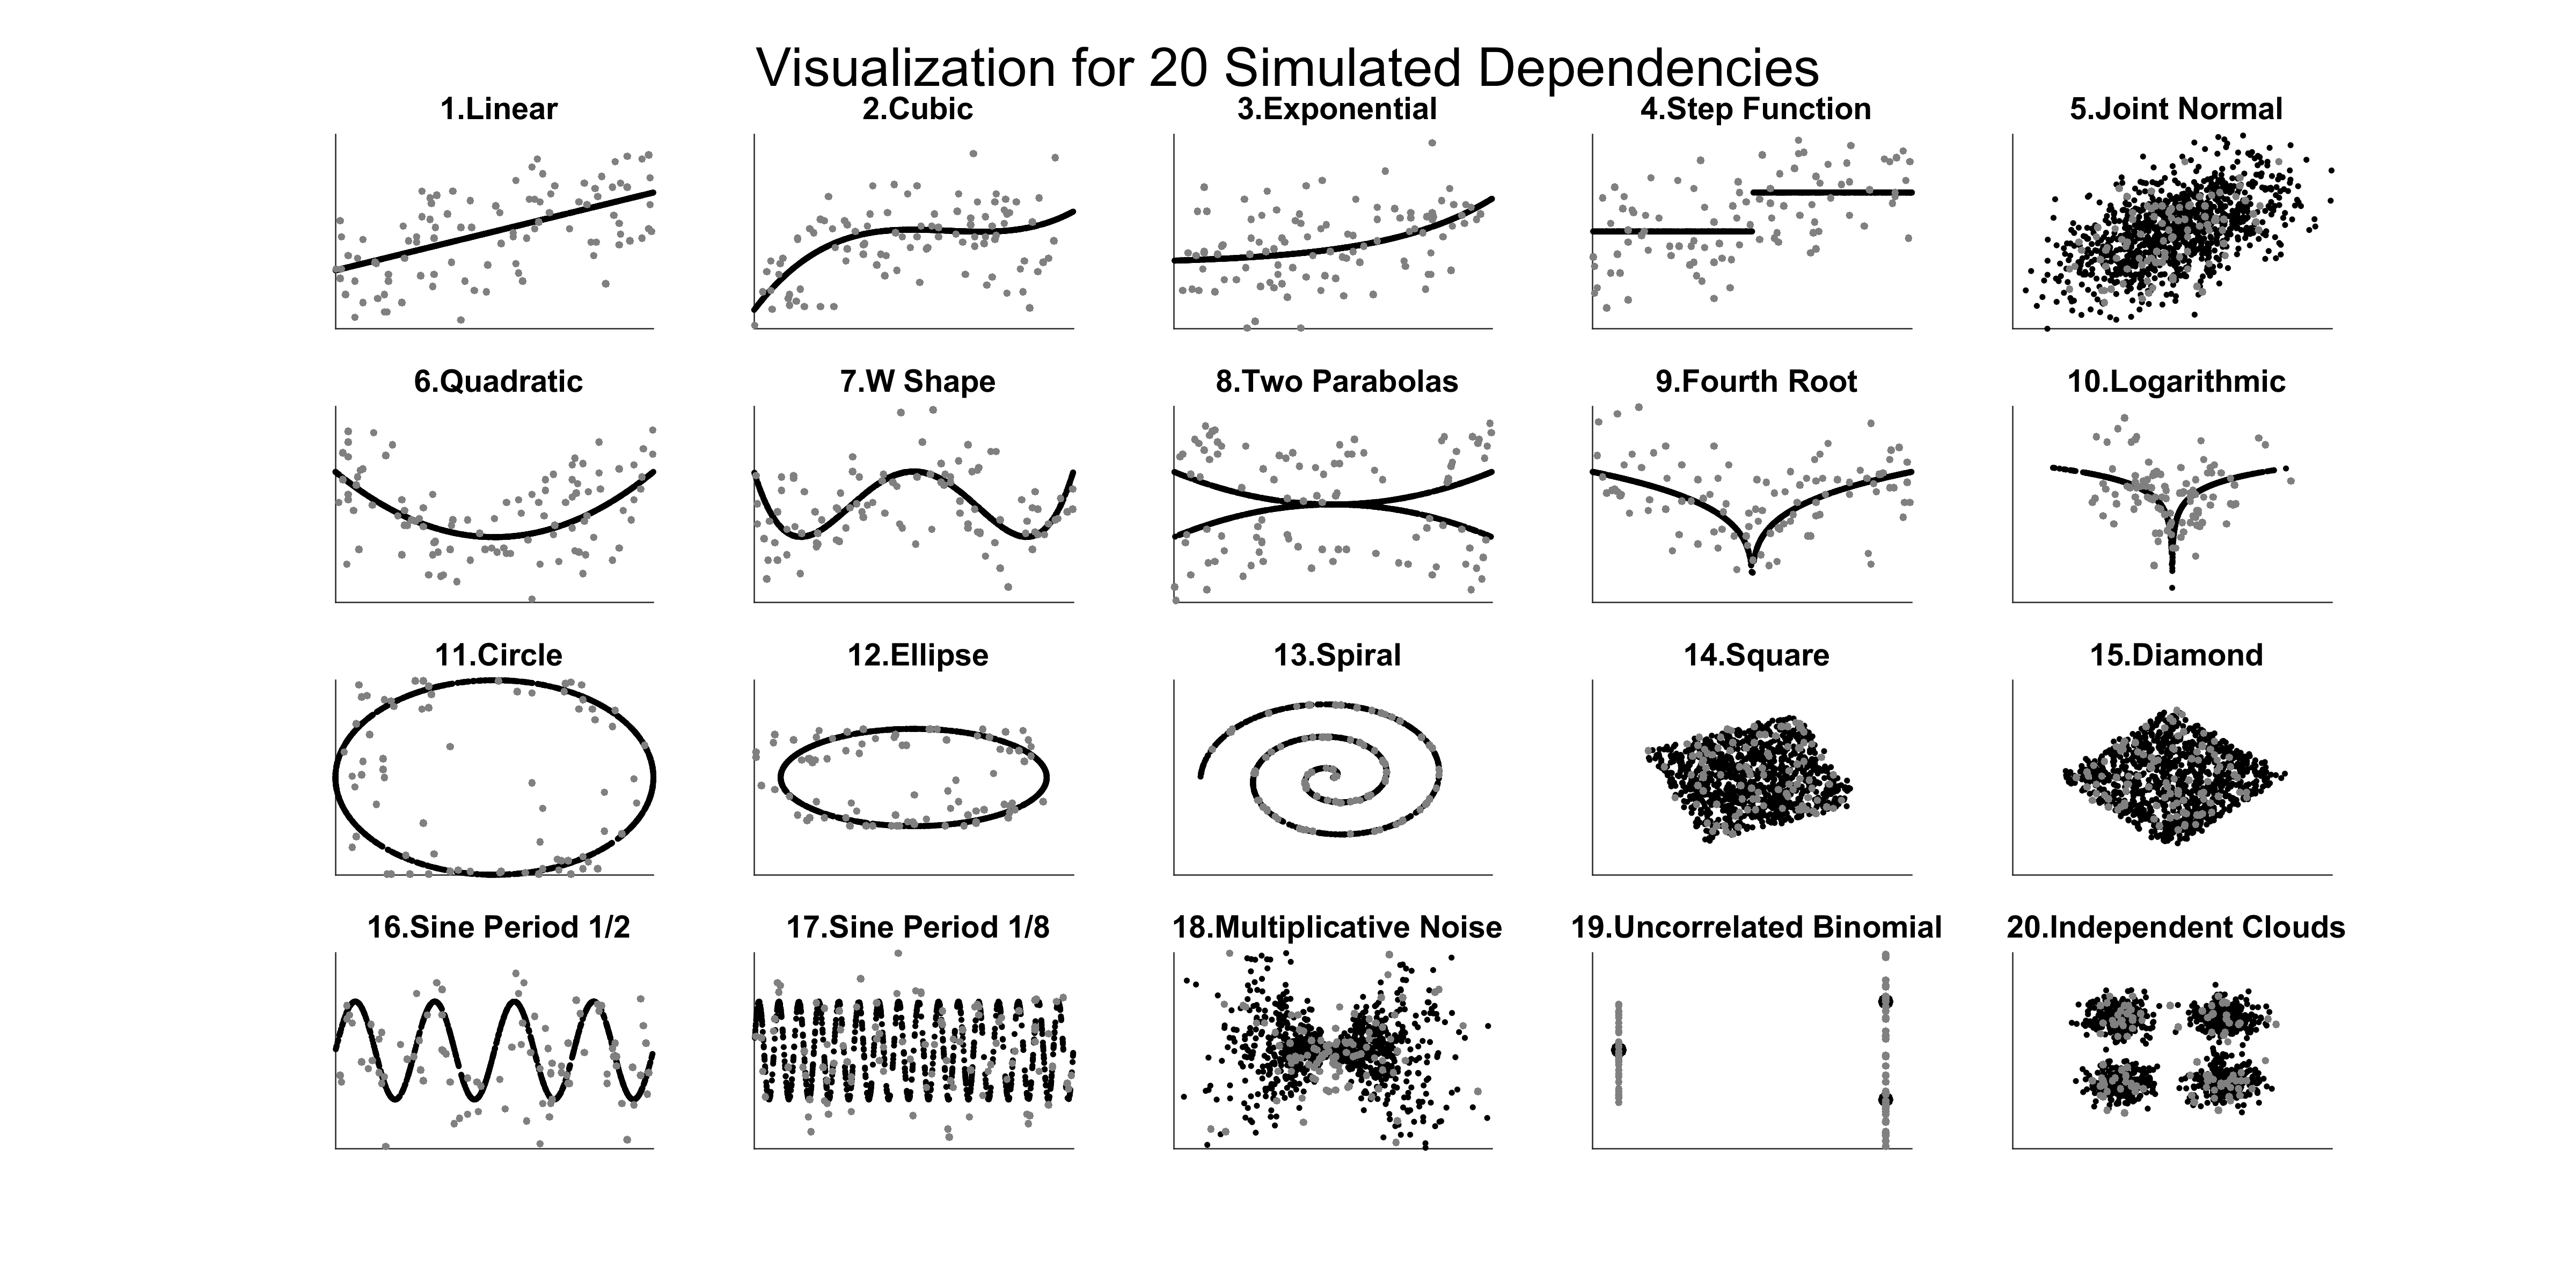 Visualization for 20 Simulated Dependencies
1.Linear
2.Cubic
3.Exponential
4.Step Function
5.Joint Normal
6.Quadratic
7.W Shape
8.Two Parabolas
9.Fourth Root
10.Logarithmic
11.Circle
12.Ellipse
13.Spiral
14.Square
15.Diamond
16.Sine Period 1/2
17.Sine Period 1/8
18.Multiplicative Noise
19.Uncorrelated Binomial
20.Independent Clouds